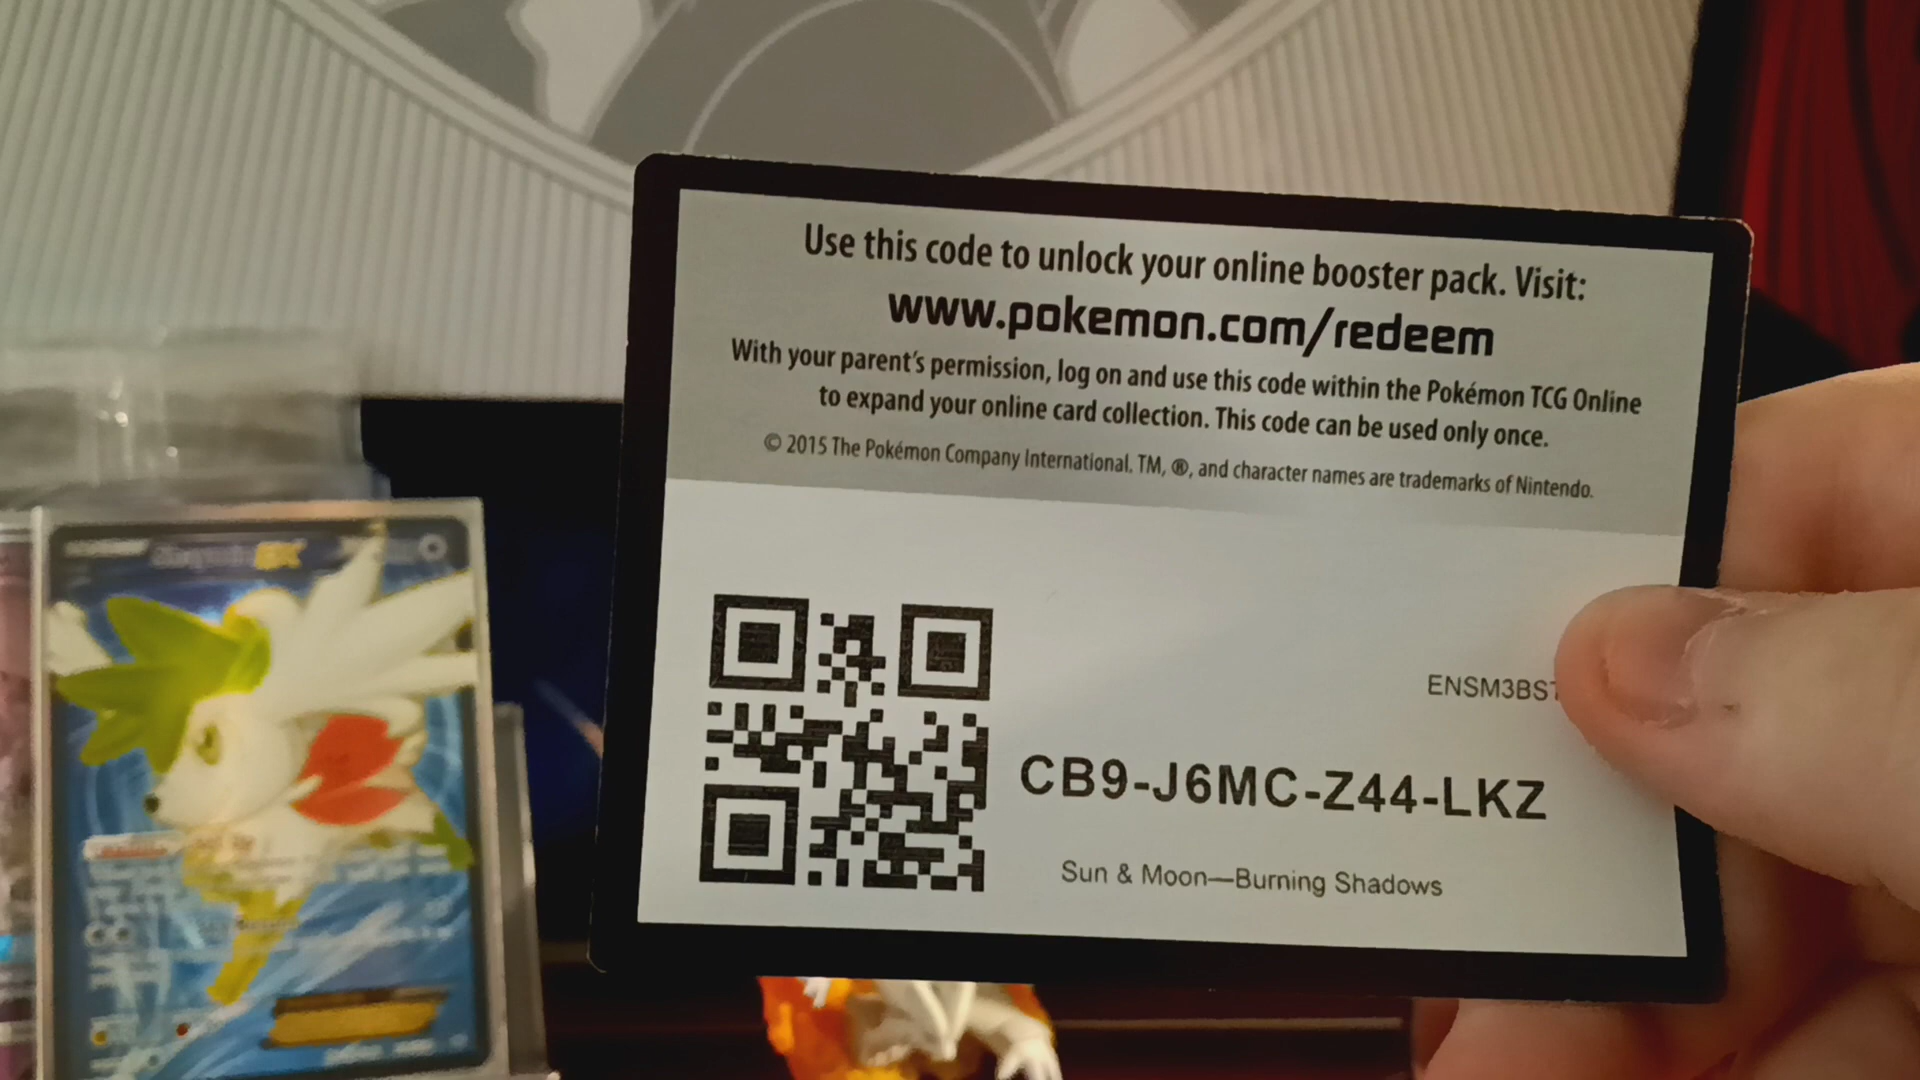 Use this code to unlock your online booster pack. Visit:
www.pokemon.com/redeem
With your parent's permission, log on and use this code within the Pokémon TCG Online
to expand your online card collection. This code can be used only once.
© 2015 The Pokémon Company International. TM, ®, and character names are trademarks of Nintendo.
ENSM3BST
CB9-J6MC-Z44-LKZ
Sun & Moon—Burning Shadows